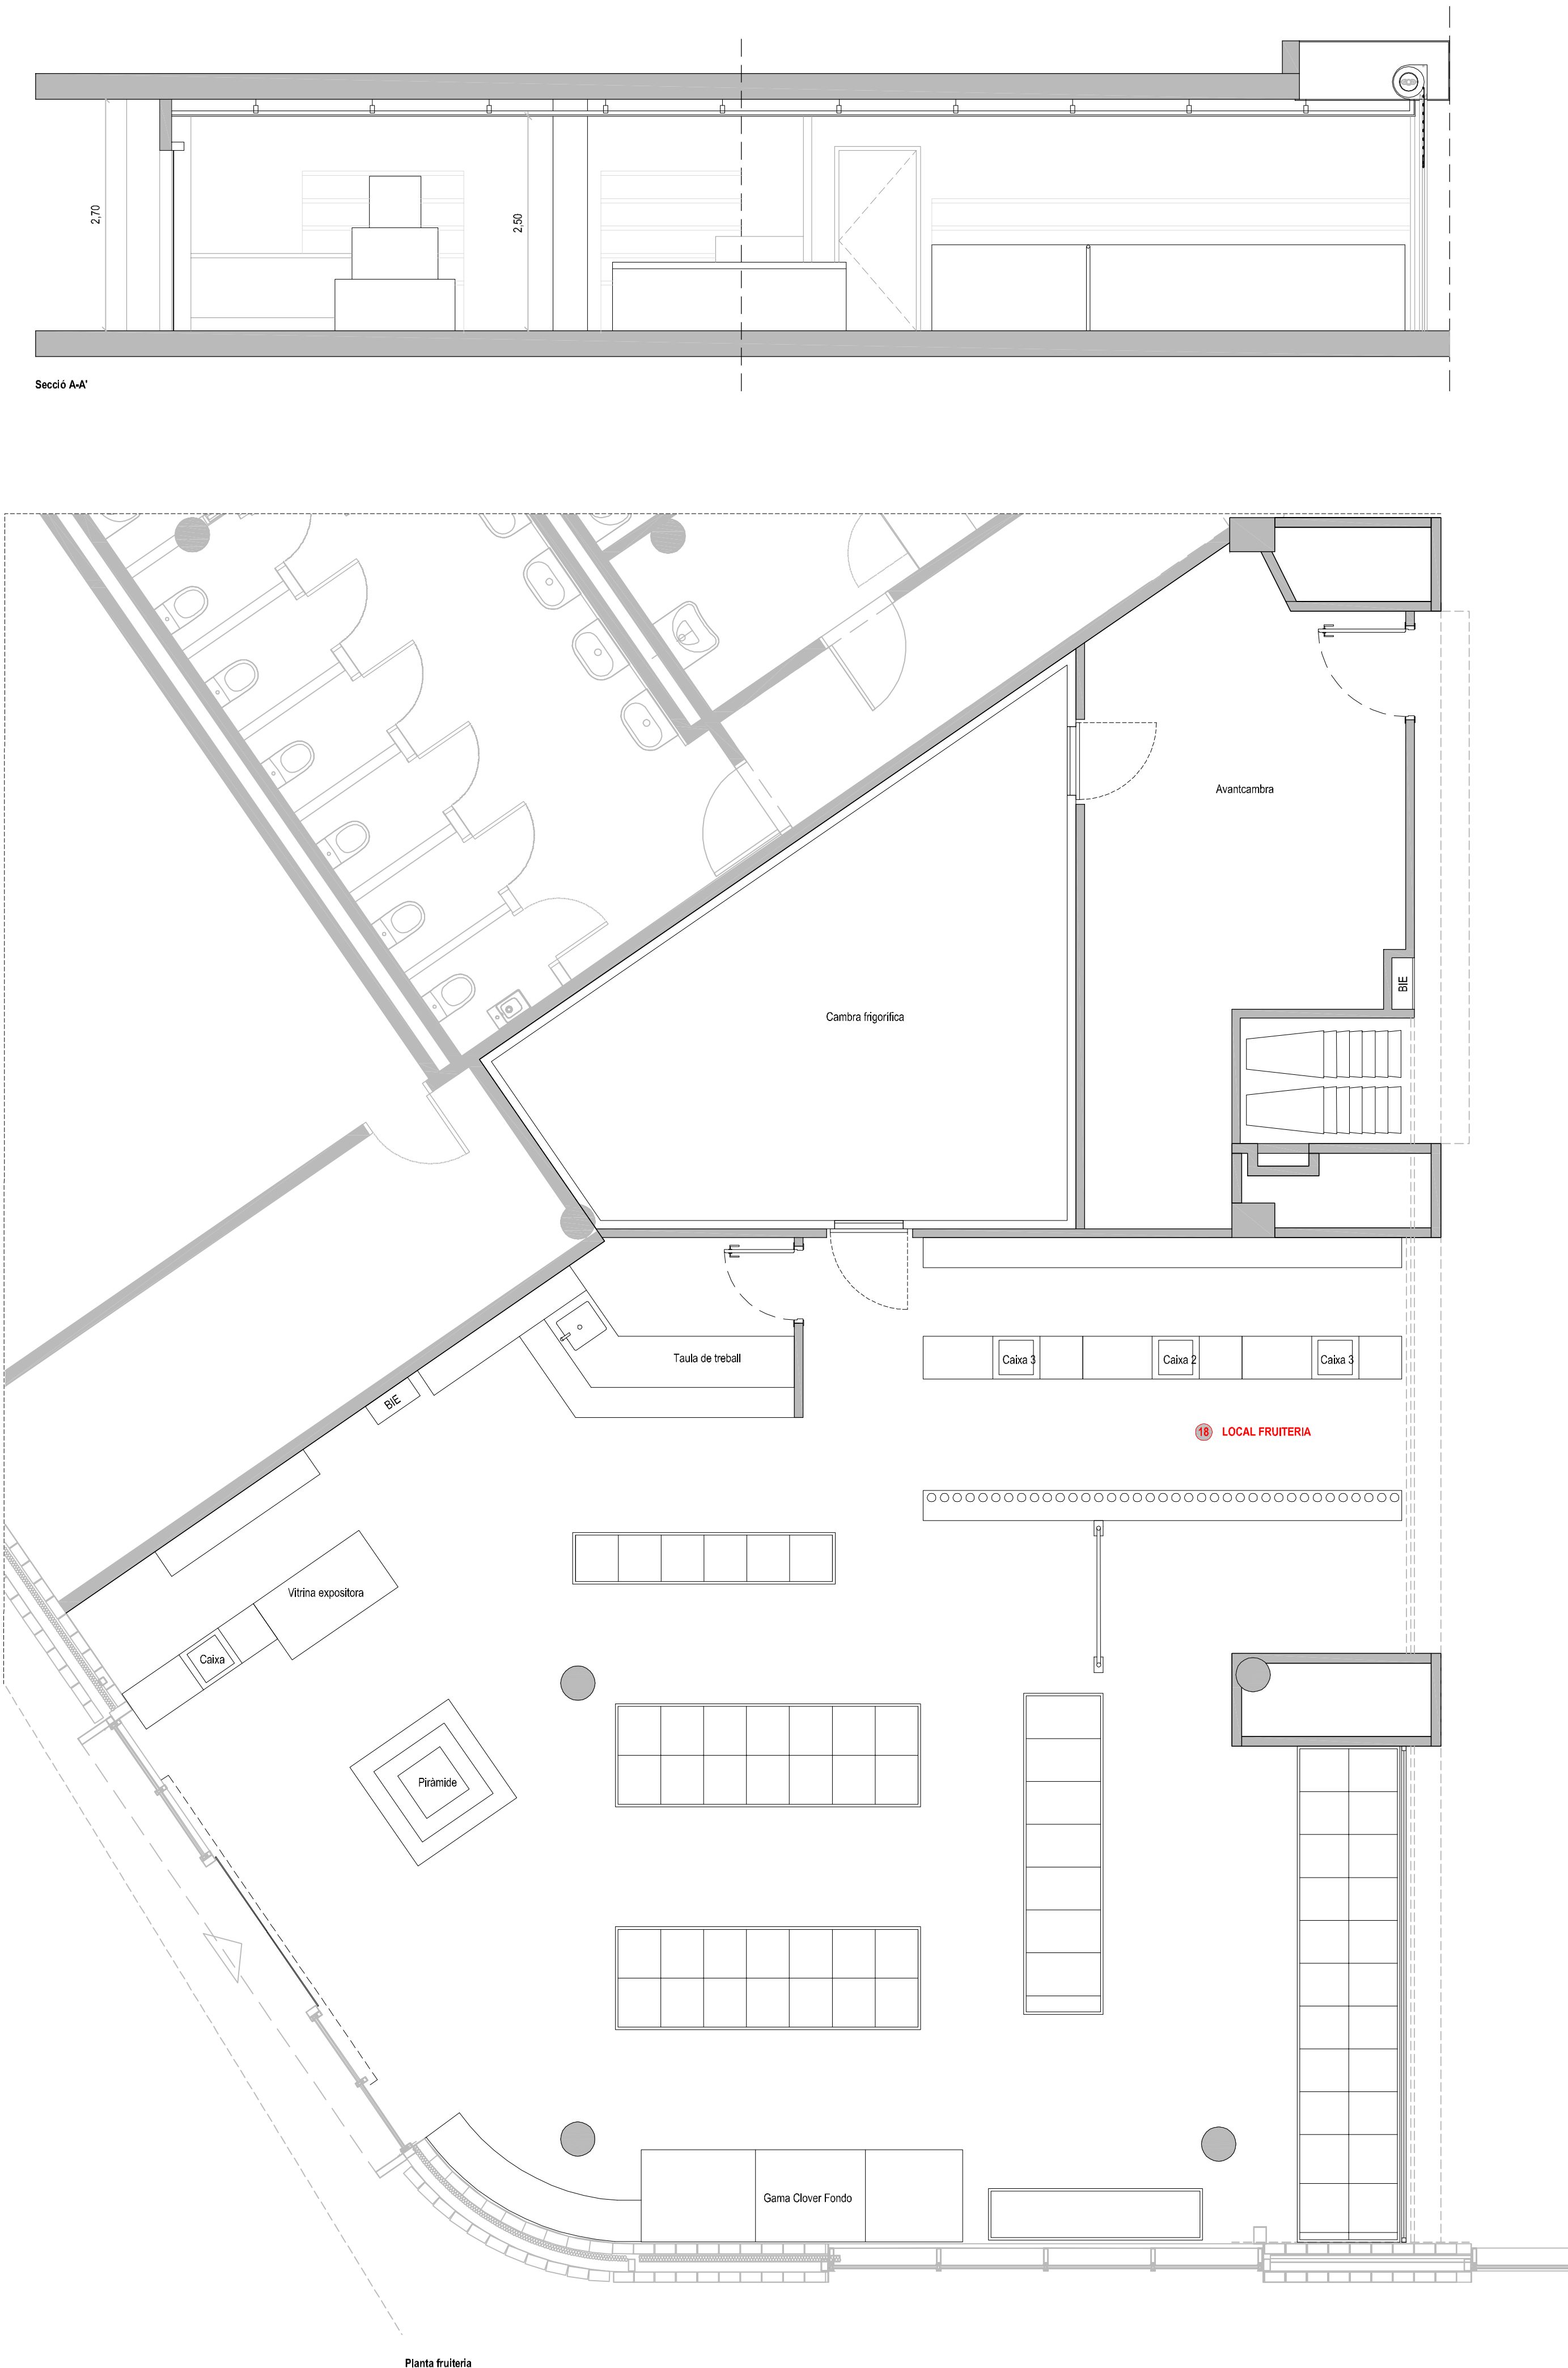 2,70
2,50
Secció A-A'
Avantcambra
BIE
Cambra frigorifica
Taula de treball
Caixa 3
Caixa 2
Caixa 3
BIE
18 LOCAL FRUITERIA
Vitrina expositora
Caixa
Piràmide
Gama Clover Fondo
Planta fruiteria